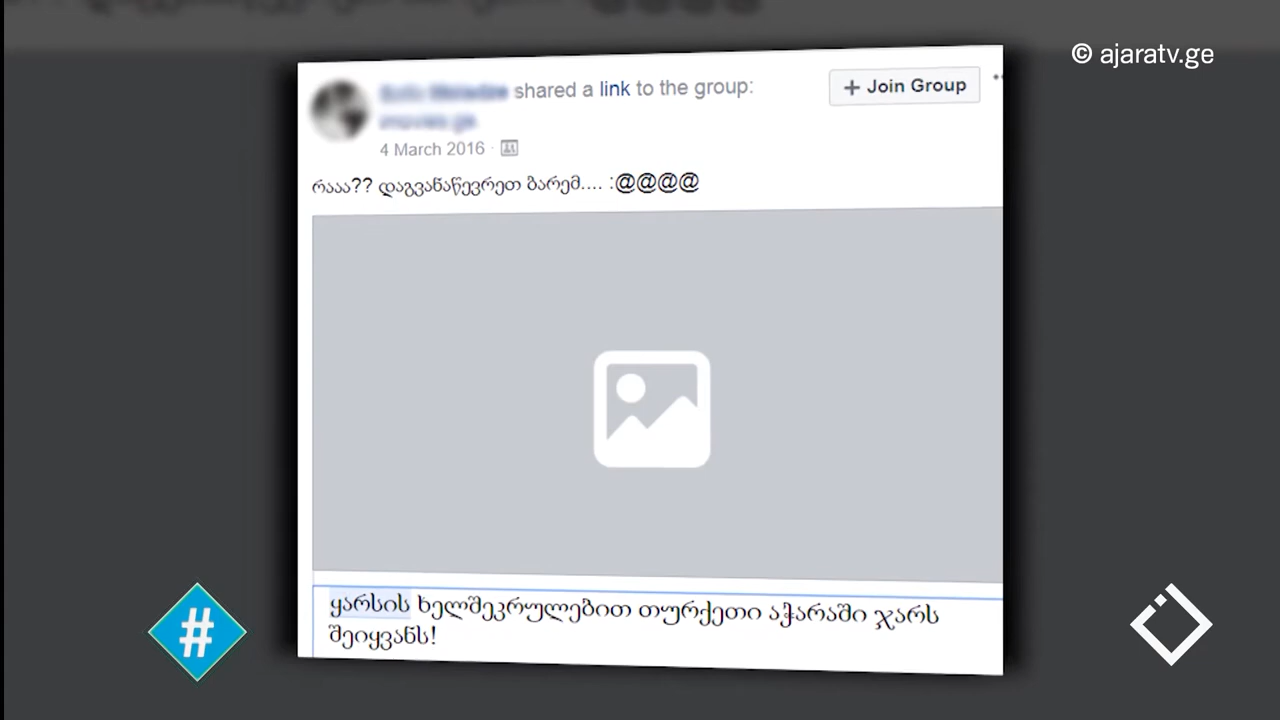 © ajaratv.ge
shared a link to the group:
+ Join Group
4 March 2016 ·
რააა?? დაგვანაწევრეთ ბარემ.... :@@@@
ყარსის ხელშეკრულებით თურქეთი აჭარაში ჯარს
შეიყვანს!
#